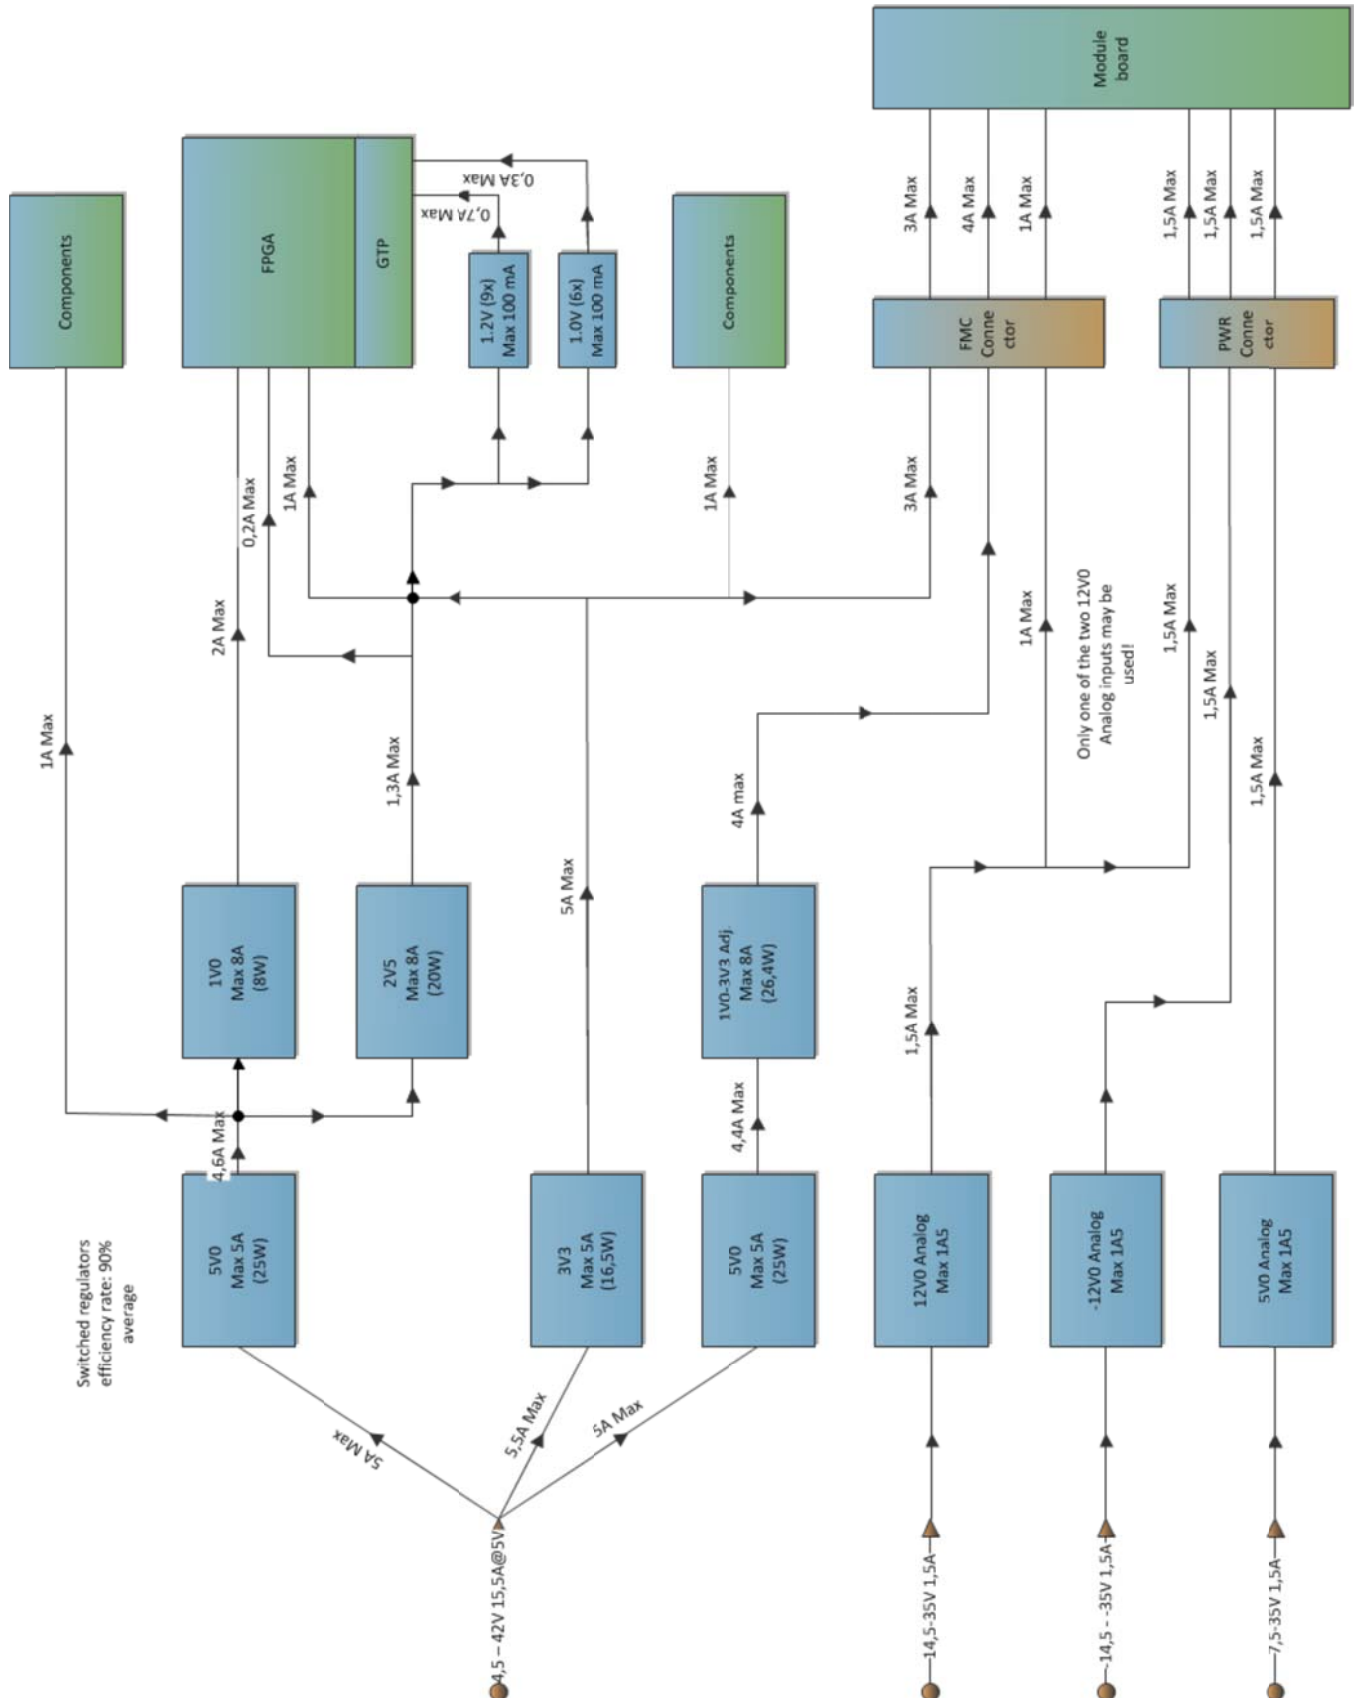 Module
board
Components
FPGA
GTP
0,3A Max
0,7A Max
1.2V (9x)
Max 100 mA
1.0V (6x)
Max 100 mA
Components
3A Max
4A Max
1A Max
1,5A Max
1,5A Max
1,5A Max
FMC
Conne
ctor
PWR
Conne
ctor
0,2A Max
1A Max
1A Max
3A Max
2A Max
1A Max
1A Max
Only one of the two 12V0
Analog inputs may be
used!
1,5A Max
1,5A Max
1,5A Max
1,3A Max
4A max
5A Max
1V0
Max 8A
(8W)
2V5
Max 8A
(20W)
1V0-3V3 Adj.
Max 8A
(26,4W)
1,5A Max
4,6A Max
4,4A Max
Switched regulators
efficiency rate: 90%
average
5V0
Max 5A
(25W)
3V3
Max 5A
(16,5W)
5V0
Max 5A
(25W)
12V0 Analog
Max 1A5
-12V0 Analog
Max 1A5
5V0 Analog
Max 1A5
5A Max
5,5A Max
5A Max
4,5 – 42V 15,5A@5V
14,5-35V 1,5A
-14,5 - -35V 1,5A
7,5-35V 1,5A